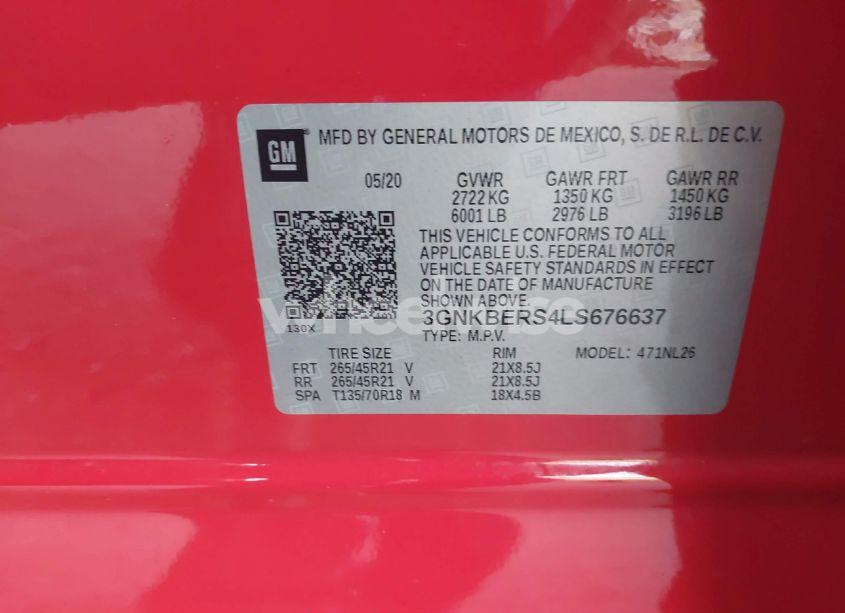 GM
® MFD BY GENERAL MOTORS DE MEXICO, S. DE R.L. DE C.V.
05/20 GVWR GAWR FRT GAWR RR
2722 KG 1350 KG 1450 KG
6001 LB 2976 LB 3196 LB
THIS VEHICLE CONFORMS TO ALL
APPLICABLE U.S. FEDERAL MOTOR
VEHICLE SAFETY STANDARDS IN EFFECT
ON THE DATE OF MANUFACTURE
SHOWN ABOVE.
130X 3GNKBERS4LS676637
TYPE: M.P.V.
TIRE SIZE RIM MODEL: 471NL26
FRT 265/45R21 V 21X8.5J
RR 265/45R21 V 21X8.5J
SPA T135/70R18 M 18X4.5B